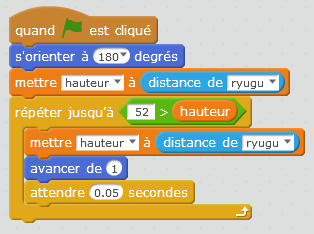 quand est cliqué
s'orienter à 180 degrés
mettre hauteur à distance de ryugu
répéter jusqu'à 52 > hauteur
mettre hauteur à distance de ryugu
avancer de 1
attendre 0.05 secondes